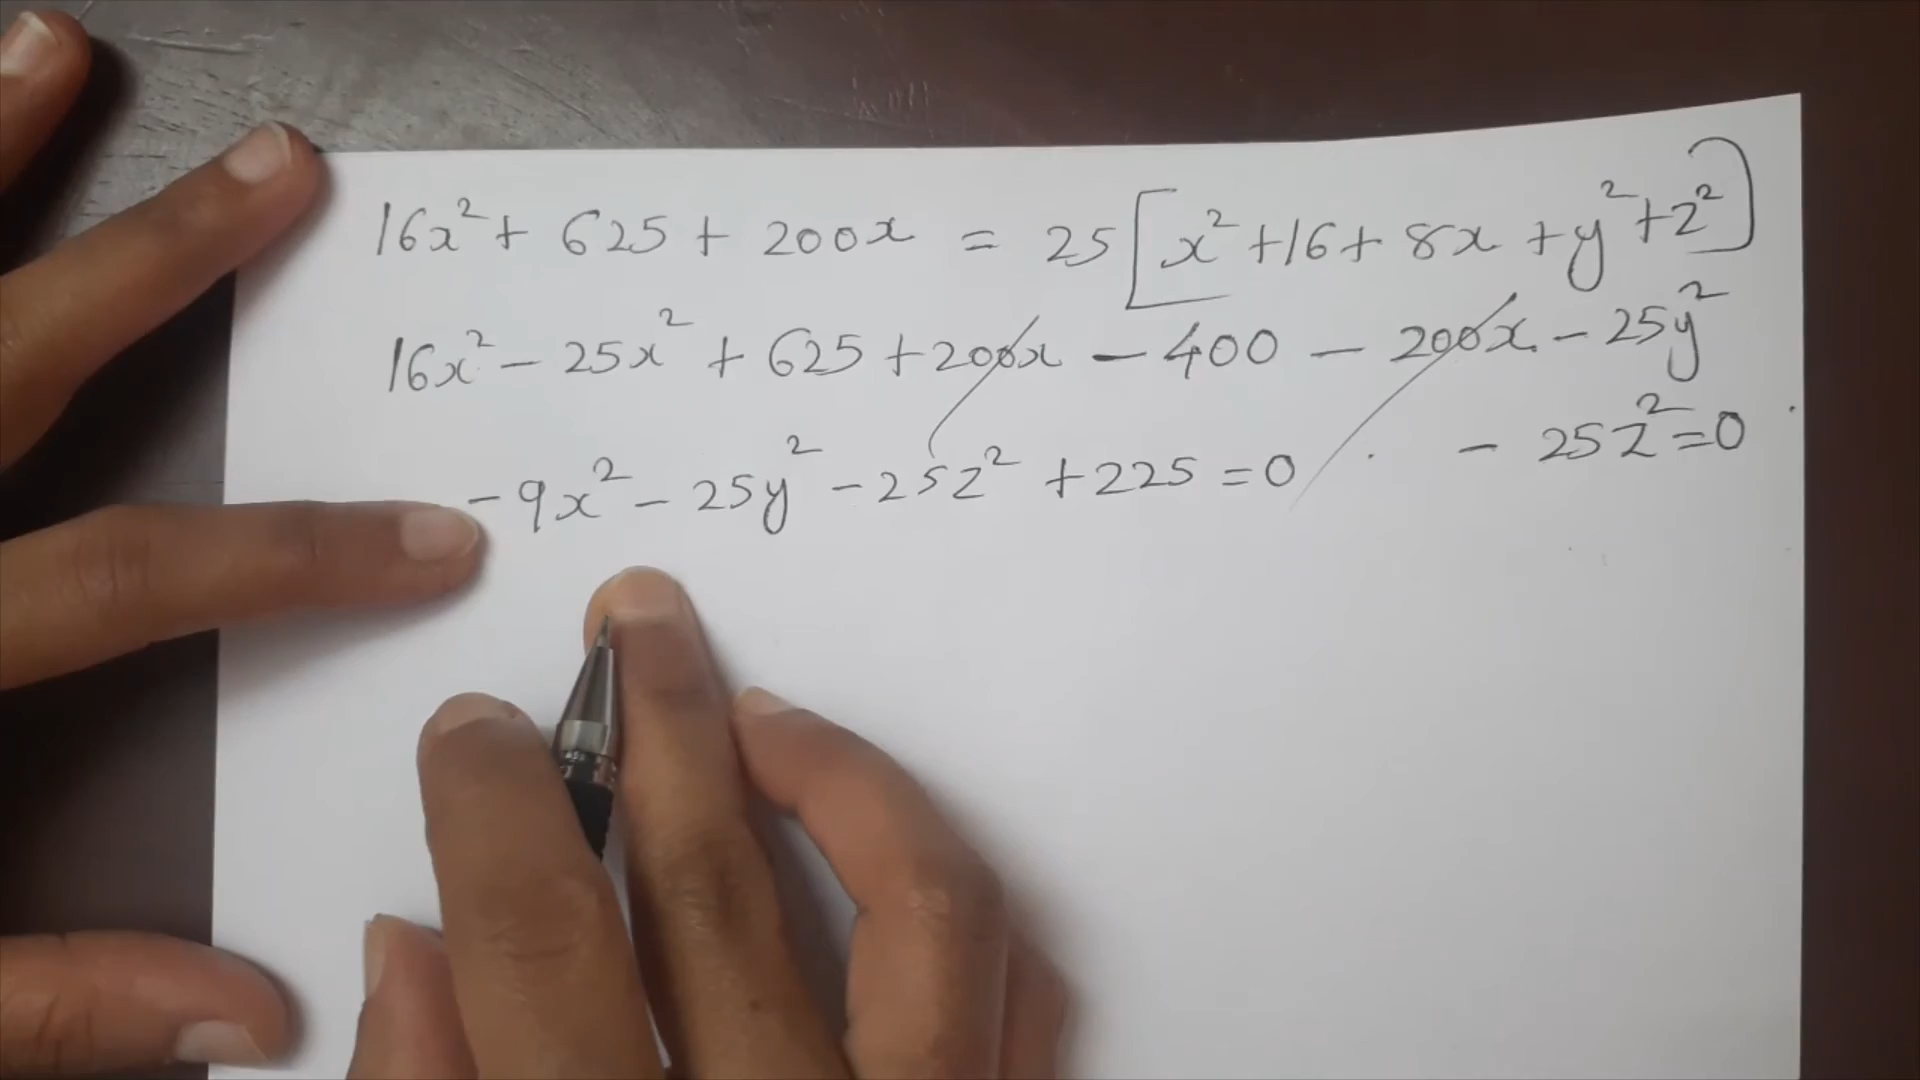 16x² + 625 + 200x = 25[x² + 16 + 8x + y² + z²]
16x² - 25x² + 625 + 200x - 400 - 200x - 25y²
- 25z² = 0
-9x² - 25y² - 25z² + 225 = 0